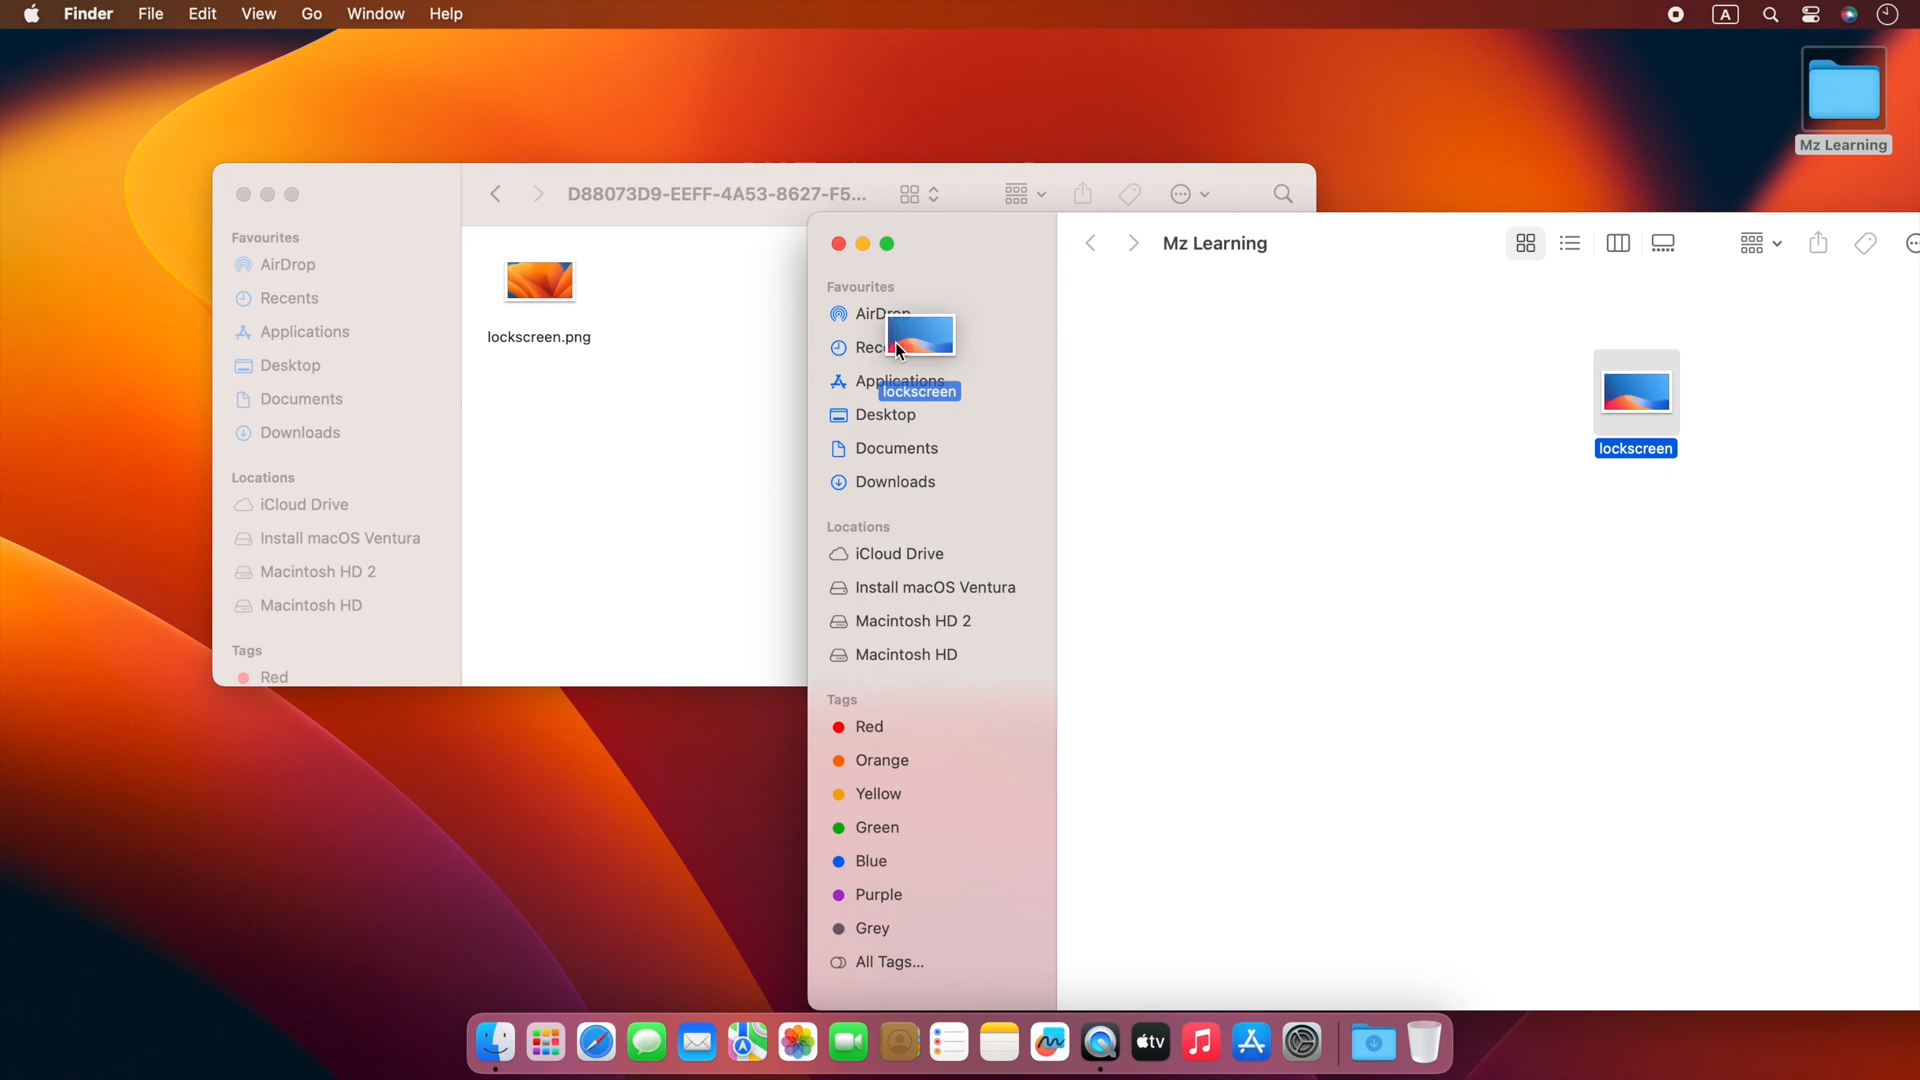 Finder File Edit View Go Window Help
A
Mz Learning
D88073D9-EEFF-4A53-8627-F5...
Favourites
AirDrop
Recents
Applications
Desktop
Documents
Downloads
Locations
iCloud Drive
Install macOS Ventura
Macintosh HD 2
Macintosh HD
Tags
Red
lockscreen.png
Mz Learning
Favourites
AirDrop
Rec
Applications
lockscreen
Desktop
Documents
Downloads
Locations
iCloud Drive
Install macOS Ventura
Macintosh HD 2
Macintosh HD
Tags
Red
Orange
Yellow
Green
Blue
Purple
Grey
All Tags...
lockscreen
tv